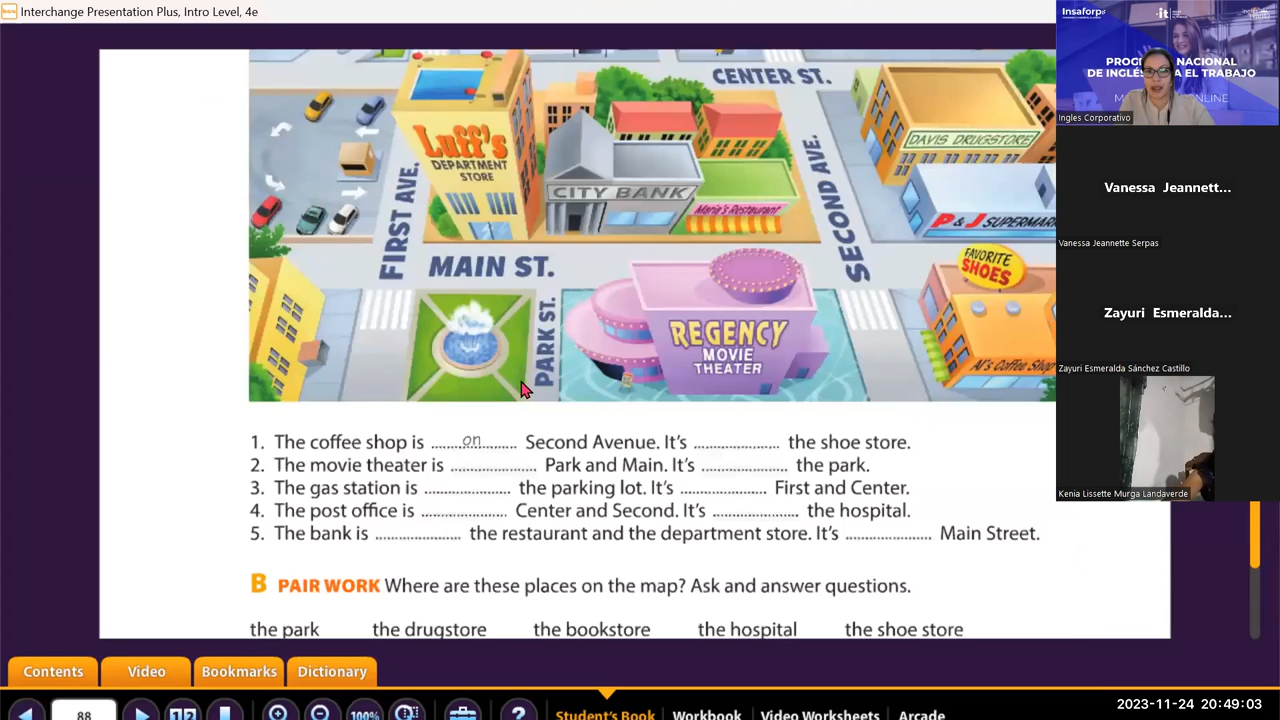 Interchange Presentation Plus, Intro Level, 4e
CENTER ST.
Luff's
DEPARTMENT
STORE
FIRST AVE.
CITY BANK
Maria's Restaurant
SECOND AVE.
DAVIS DRUGSTORE
P&J SUPERMAR
MAIN ST.
PARK ST.
REGENCY
MOVIE
THEATER
FAVORITE
SHOES
Al's Coffee Shop
1. The coffee shop is ....on.... Second Avenue. It's .................... the shoe store.
2. The movie theater is .................... Park and Main. It's .................... the park.
3. The gas station is .................... the parking lot. It's .................... First and Center.
4. The post office is .................... Center and Second. It's .................... the hospital.
5. The bank is .................... the restaurant and the department store. It's .................... Main Street.
B PAIR WORK Where are these places on the map? Ask and answer questions.
the park the drugstore the bookstore the hospital the shoe store
Contents Video Bookmarks Dictionary
88 1 2 100% ? Student's Book Workbook Video Worksheets Arcade
Insaforp
it
PROG NACIONAL
DE INGLÉS A EL TRABAJO
M ONLINE
Ingles Corporativo
Vanessa Jeannett...
Vanessa Jeannette Serpas
Zayuri Esmeralda...
Zayuri Esmeralda Sánchez Castillo
Kenia Lissette Murga Landaverde
2023-11-24 20:49:03